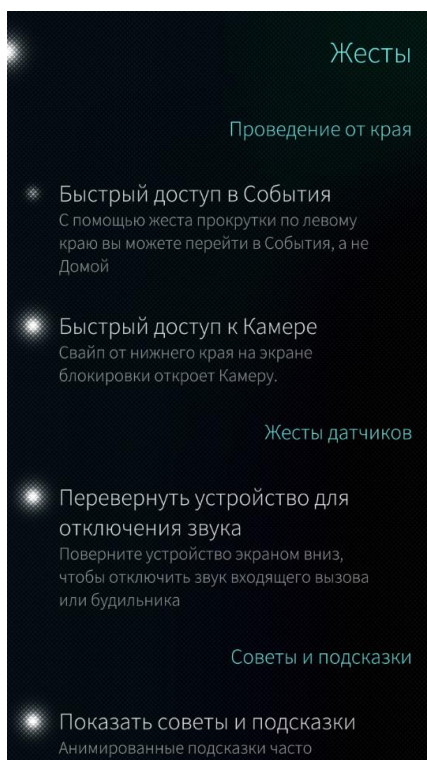 Жесты
Проведение от края
Быстрый доступ в События
С помощью жеста прокрутки по левому
краю вы можете перейти в События, а не
Домой
Быстрый доступ к Камере
Свайп от нижнего края на экране
блокировки откроет Камеру.
Жесты датчиков
Перевернуть устройство для
отключения звука
Поверните устройство экраном вниз,
чтобы отключить звук входящего вызова
или будильника
Советы и подсказки
Показать советы и подсказки
Анимированные подсказки часто